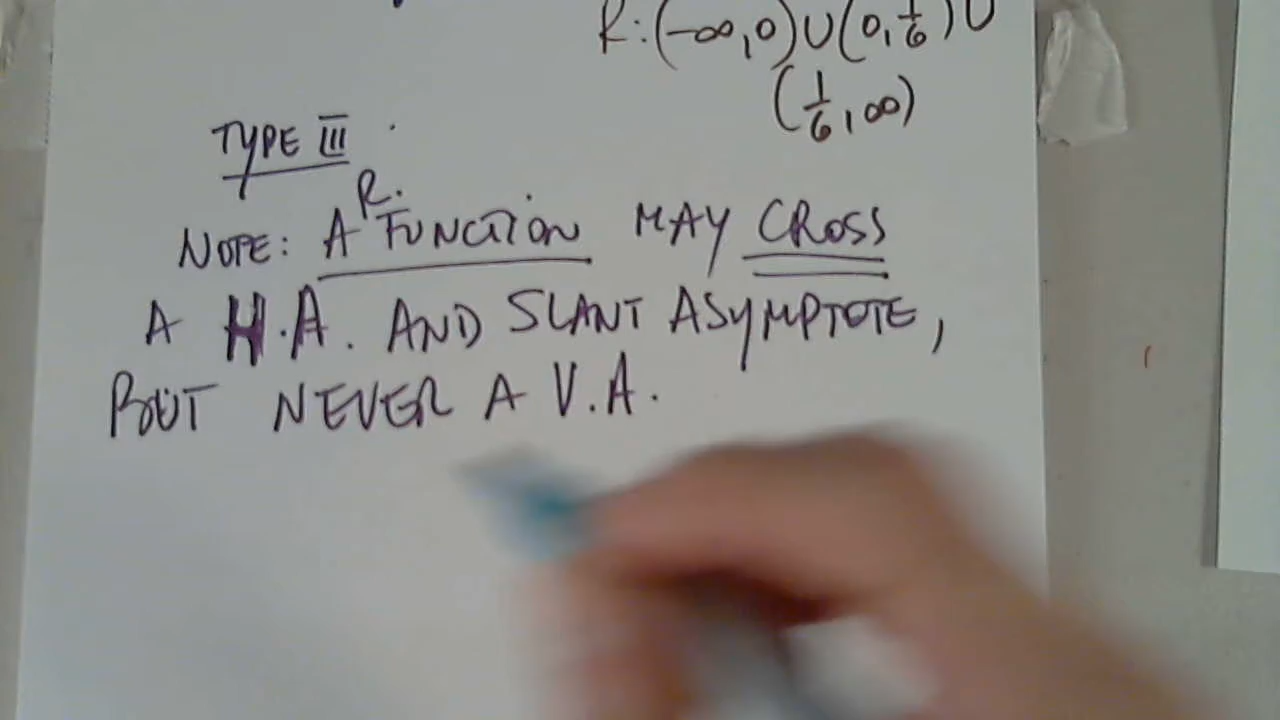 R:(-∞,0)∪(0,1/6)∪
(1/6,∞)
TYPE III.
NOTE: A R. FUNCTION MAY CROSS
A H.A. AND SLANT ASYMPTOTE,
BUT NEVER A V.A.